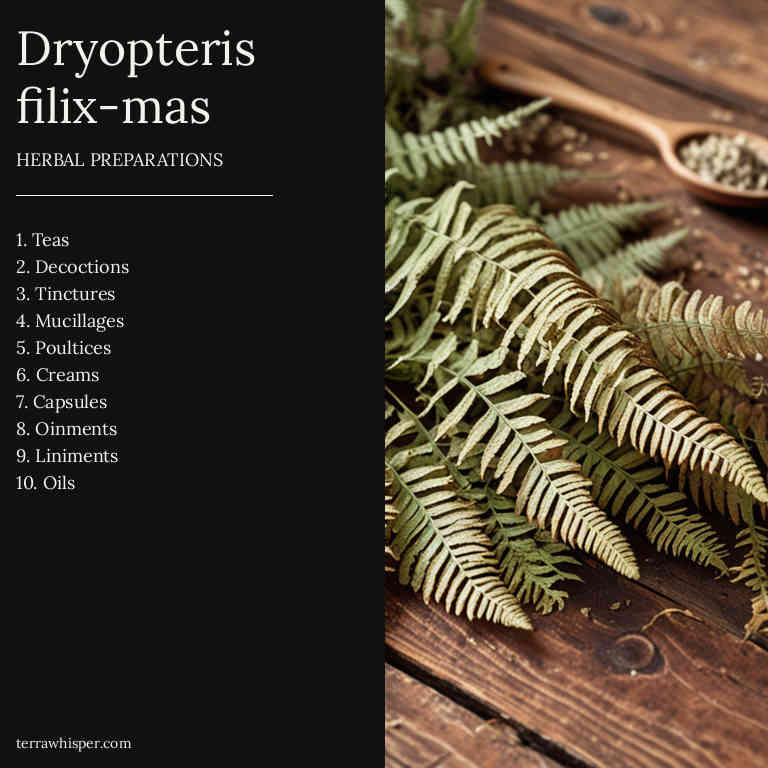 Dryopteris
filix-mas
HERBAL PREPARATIONS
1. Teas
2. Decoctions
3. Tinctures
4. Mucillages
5. Poultices
6. Creams
7. Capsules
8. Oinments
9. Liniments
10. Oils
terrawhisper.com